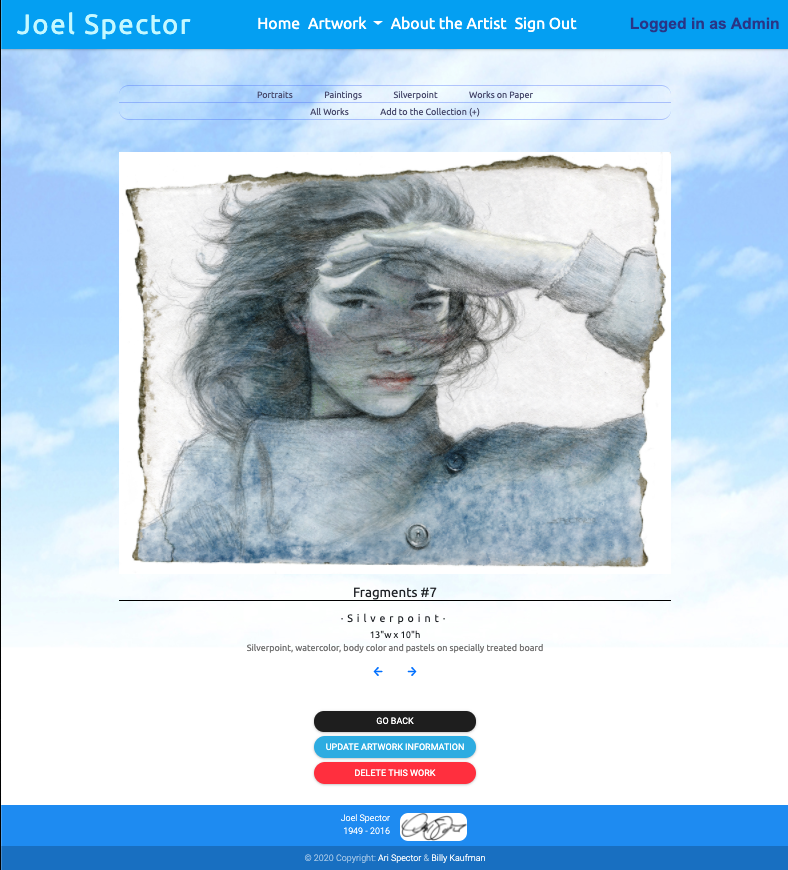 Joel Spector Home Artwork About the Artist Sign Out Logged in as Admin
Portraits Paintings Silverpoint Works on Paper
All Works Add to the Collection (+)
Fragments #7
· Silverpoint ·
13"w x 10"h
Silverpoint, watercolor, body color and pastels on specially treated board
GO BACK
UPDATE ARTWORK INFORMATION
DELETE THIS WORK
Joel Spector
1949 - 2016
© 2020 Copyright: Ari Spector & Billy Kaufman